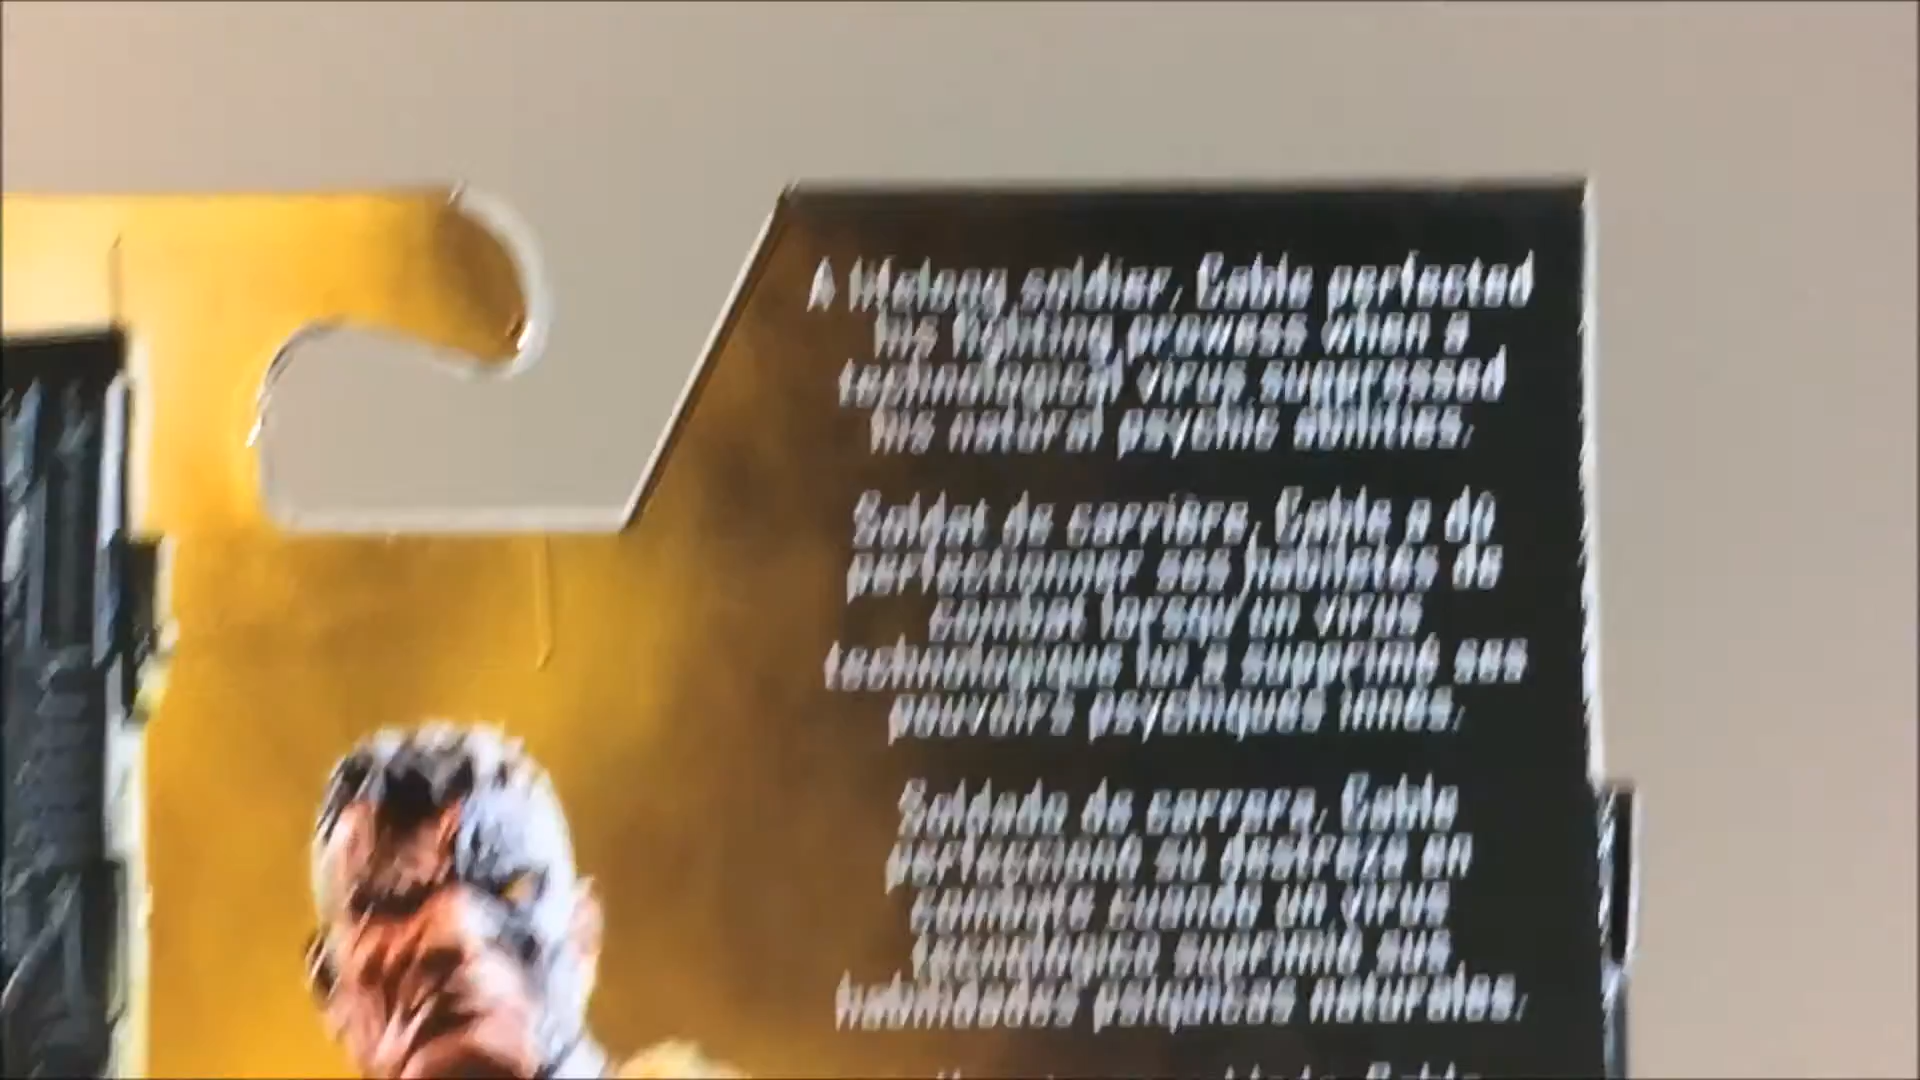 A lifelong soldier, Cable perfected
his fighting prowess when a
technological virus suppressed
his natural psychic abilities.
Soldat de carrière, Cable a dû
perfectionner ses habiletés de
combat lorsqu'un virus
technologique lui a supprimé ses
pouvoirs psychiques innés.
Soldado de carrera, Cable
perfeccionó su destreza en
combate cuando un virus
tecnológico suprimió sus
habilidades psíquicas naturales.
Cable